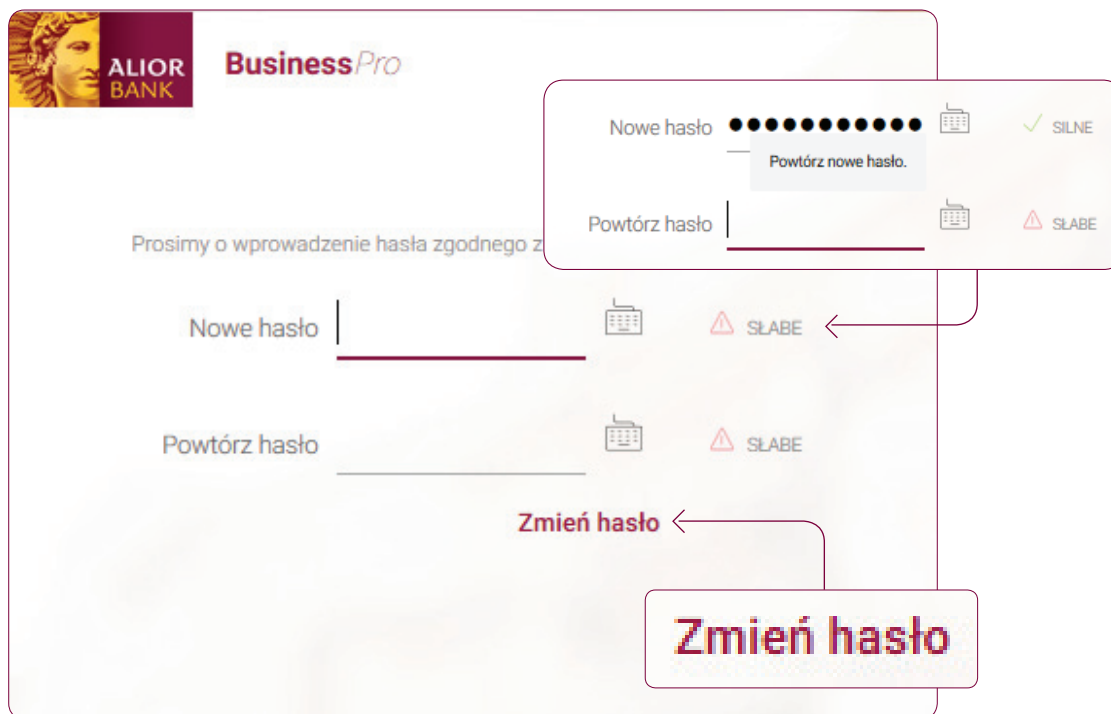 ALIOR
BANK
BusinessPro
Nowe hasło ●●●●●●●●●●● SILNE
Powtórz nowe hasło.
Powtórz hasło SŁABE
Prosimy o wprowadzenie hasła zgodnego z
Nowe hasło SŁABE
Powtórz hasło SŁABE
Zmień hasło
Zmień hasło